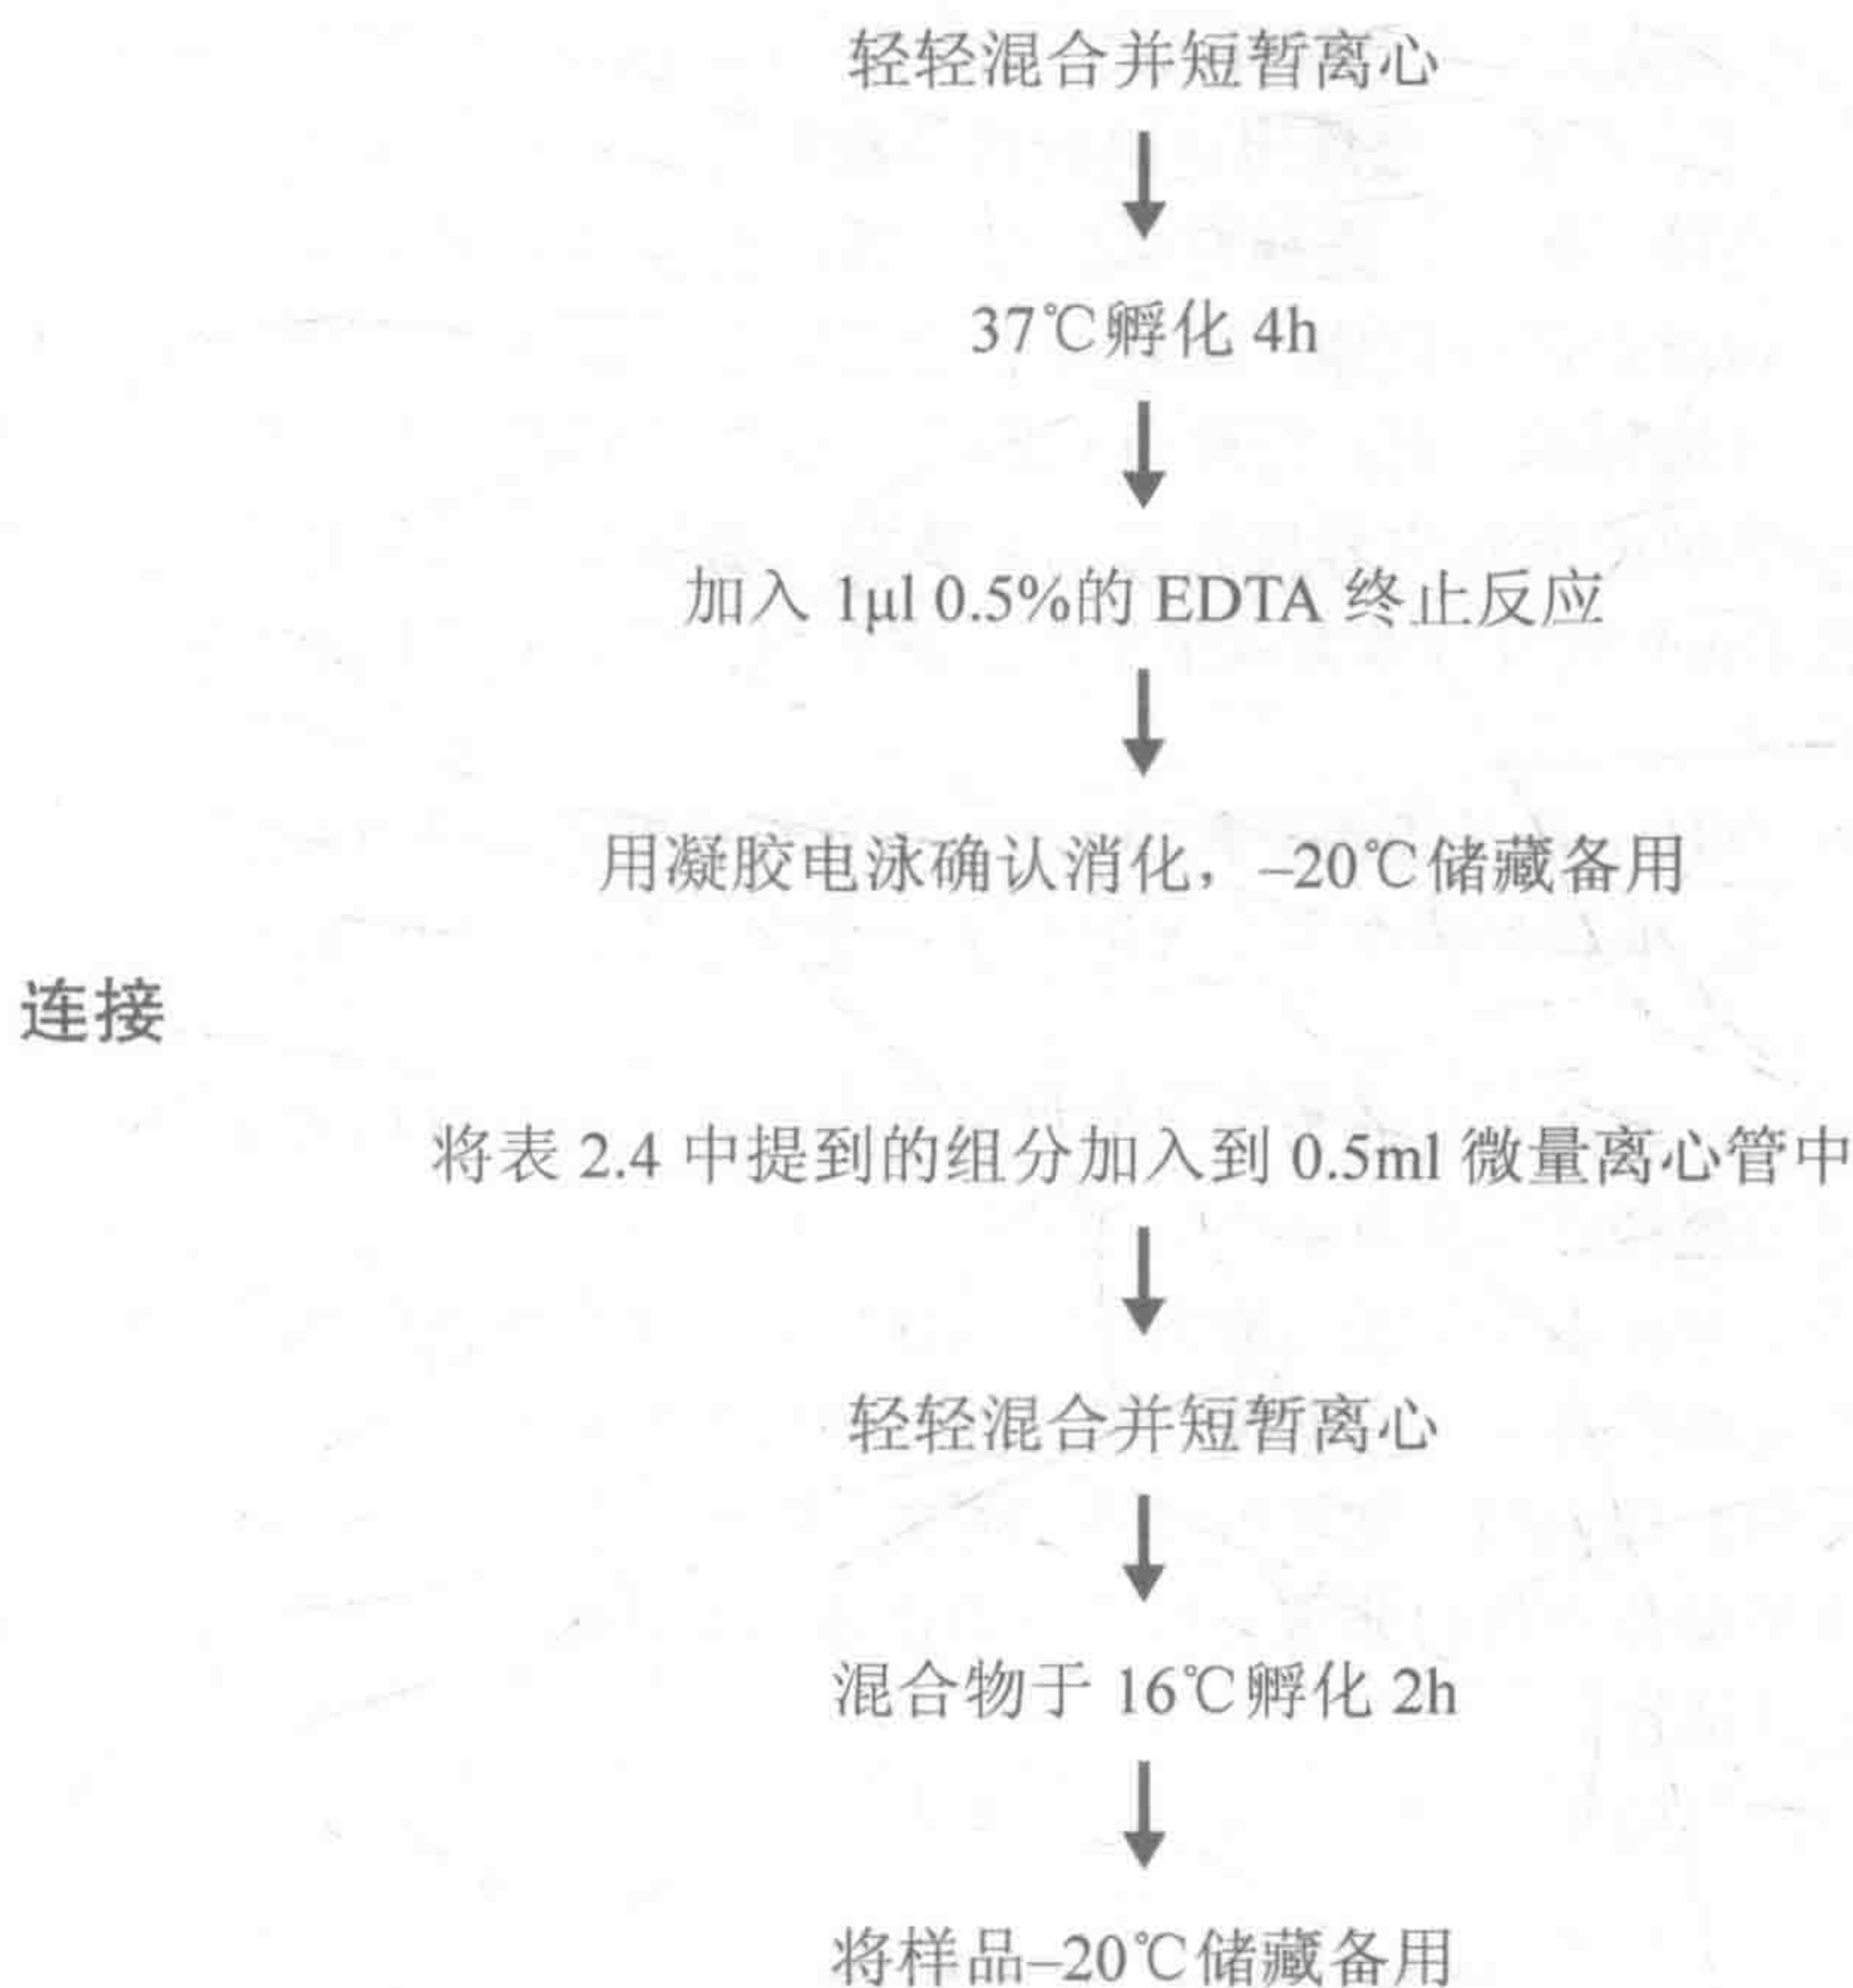 轻轻混合并短暂离心
37℃孵化 4h
加入 1μl 0.5%的 EDTA 终止反应
用凝胶电泳确认消化，–20℃储藏备用
连接
将表 2.4 中提到的组分加入到 0.5ml 微量离心管中
轻轻混合并短暂离心
混合物于 16℃孵化 2h
将样品–20℃储藏备用